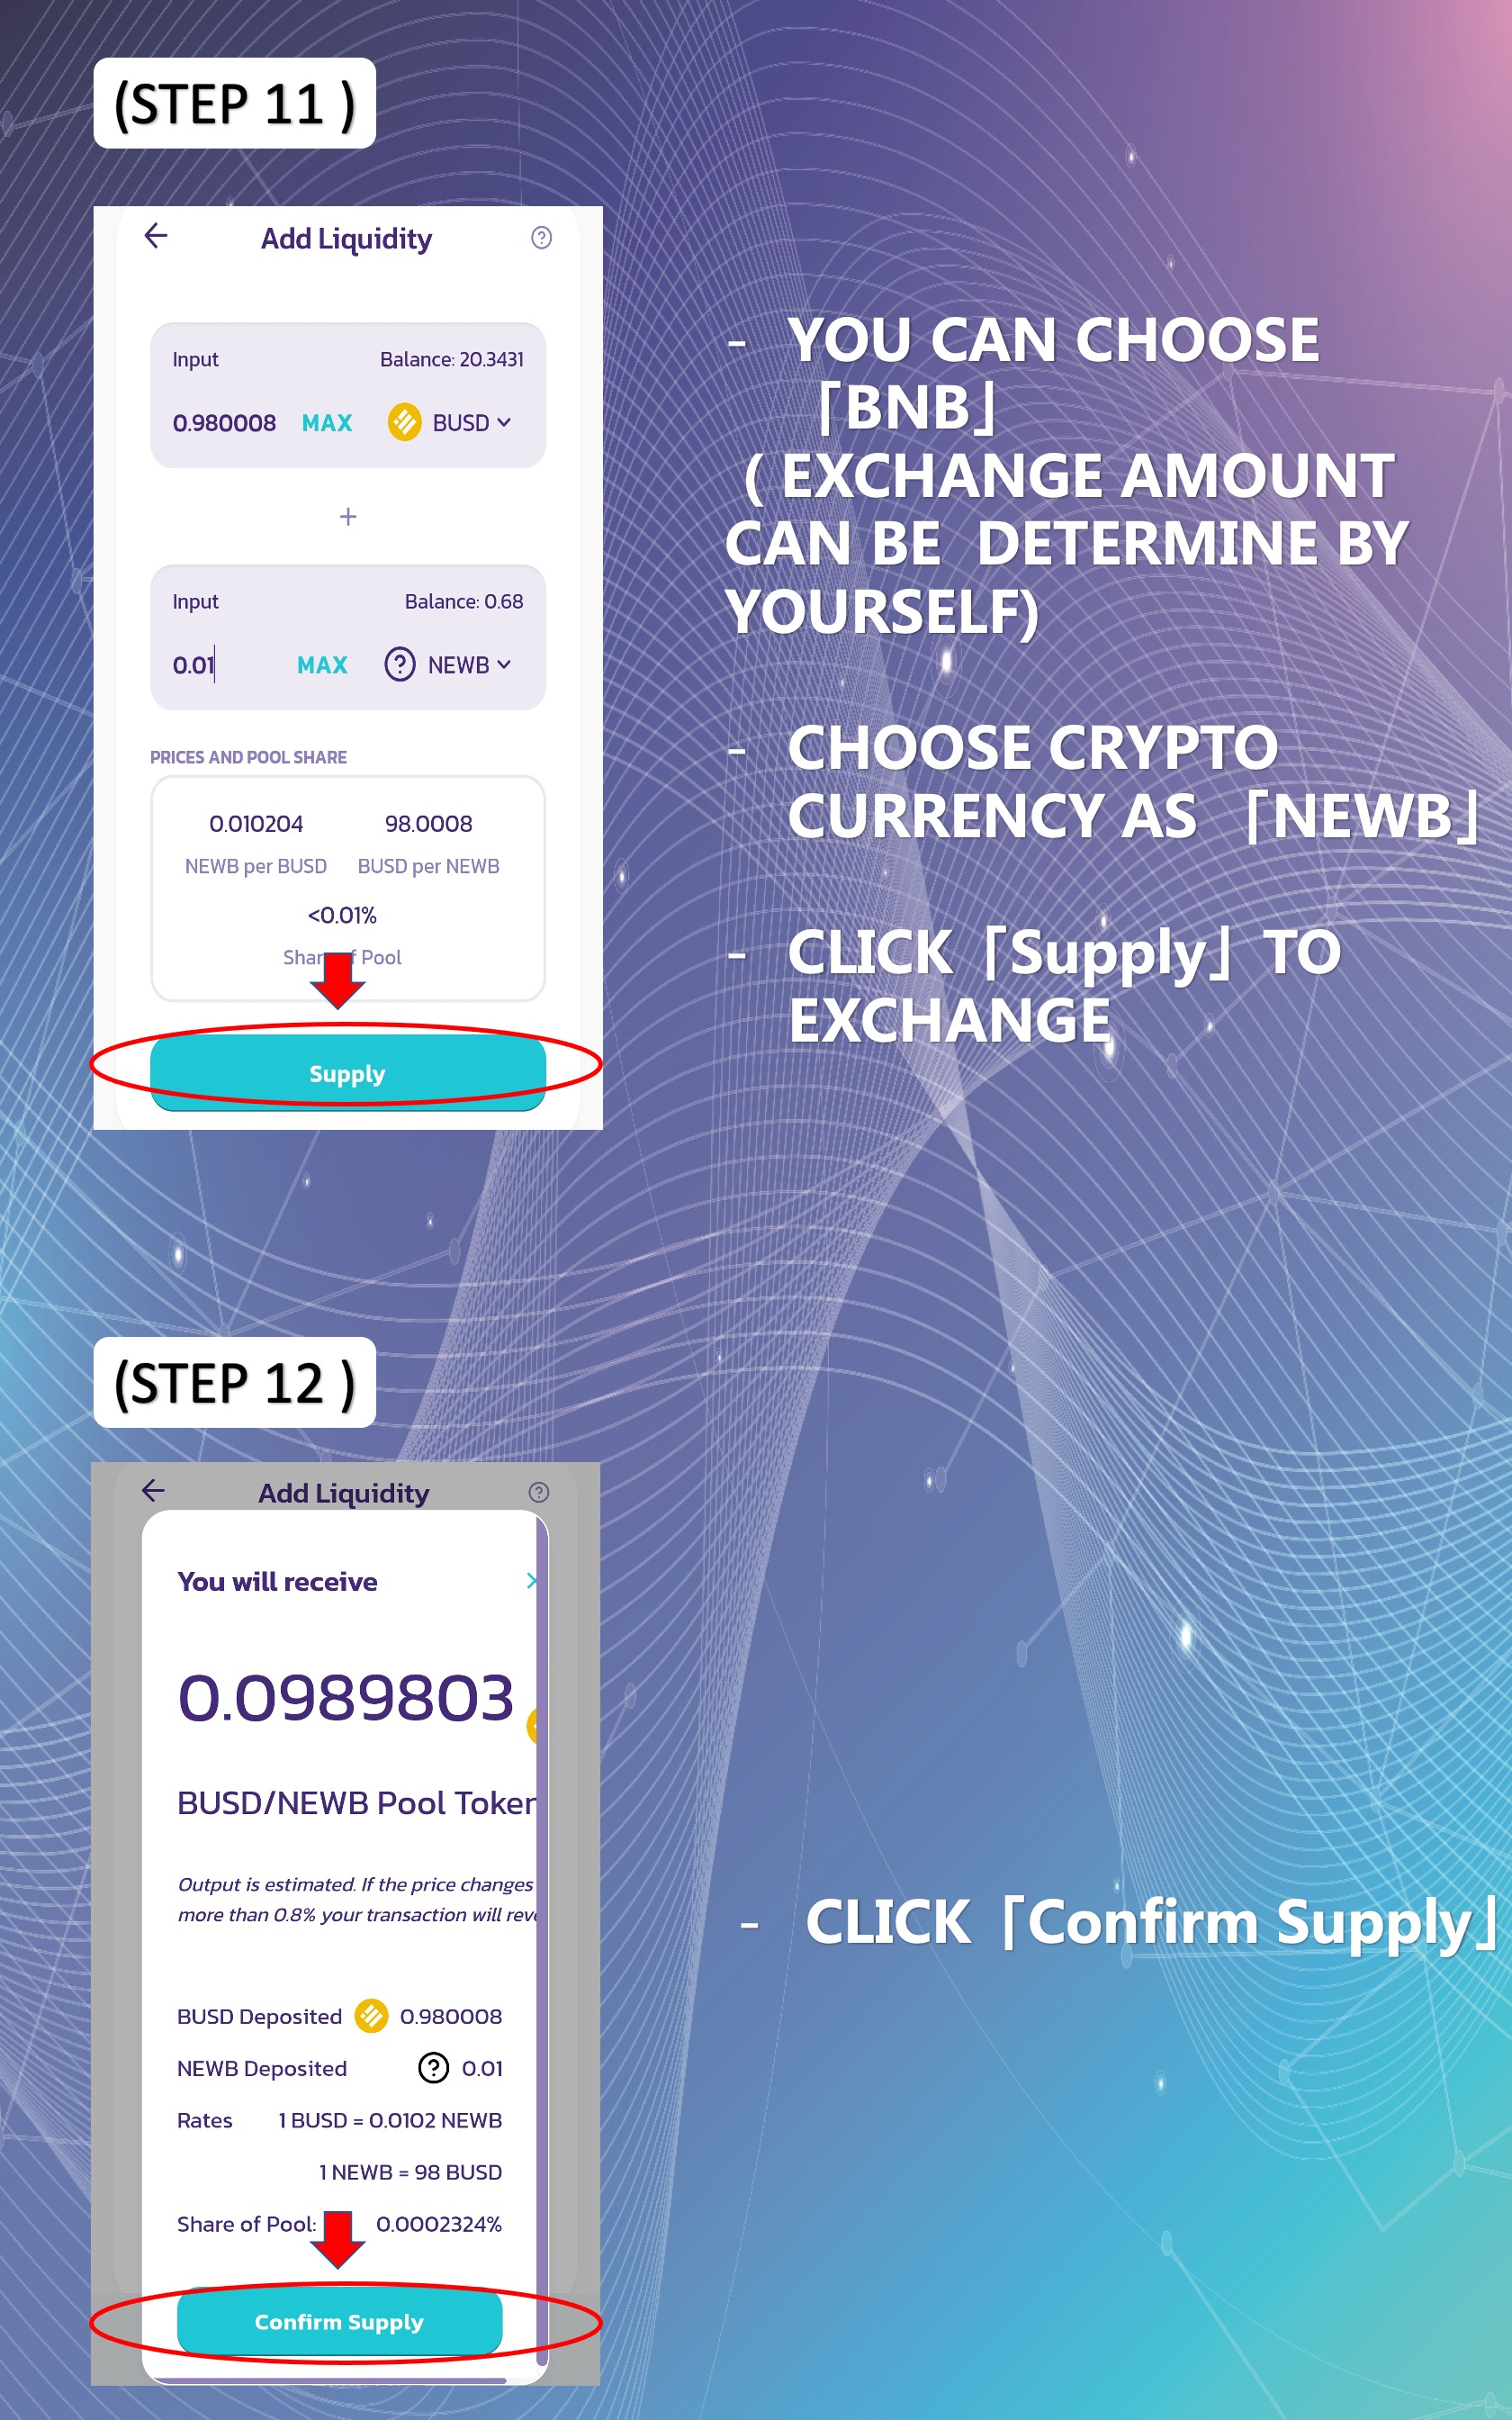 (STEP 11 )
Add Liquidity
Input Balance: 20.3431
0.980008 MAX BUSD
+
Input Balance: 0.68
0.01 MAX NEWB
PRICES AND POOL SHARE
0.010204 98.0008
NEWB per BUSD BUSD per NEWB
<0.01%
Share of Pool
Supply
- YOU CAN CHOOSE
「BNB」
( EXCHANGE AMOUNT
CAN BE DETERMINE BY
YOURSELF)
- CHOOSE CRYPTO
CURRENCY AS 「NEWB」
- CLICK「Supply」TO
EXCHANGE
(STEP 12 )
Add Liquidity
You will receive
0.0989803
BUSD/NEWB Pool Token
Output is estimated. If the price changes
more than 0.8% your transaction will reve
BUSD Deposited 0.980008
NEWB Deposited 0.01
Rates 1 BUSD = 0.0102 NEWB
1 NEWB = 98 BUSD
Share of Pool: 0.0002324%
Confirm Supply
- CLICK「Confirm Supply」